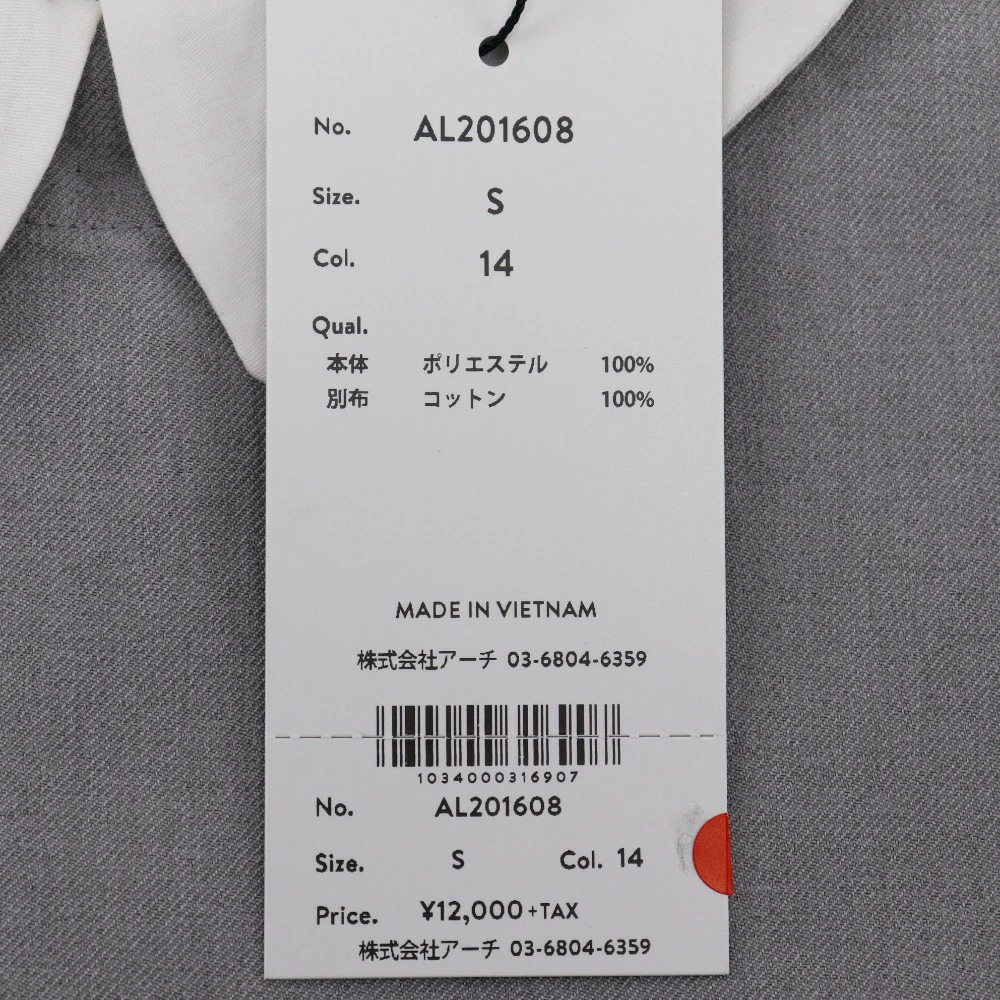 No. AL201608
Size. S
Col. 14
Qual.
本体 ポリエステル 100%
別布 コットン 100%
MADE IN VIETNAM
株式会社アーチ 03-6804-6359
1034000316907
No. AL201608
Size. S Col. 14
Price. ¥12,000+TAX
株式会社アーチ 03-6804-6359